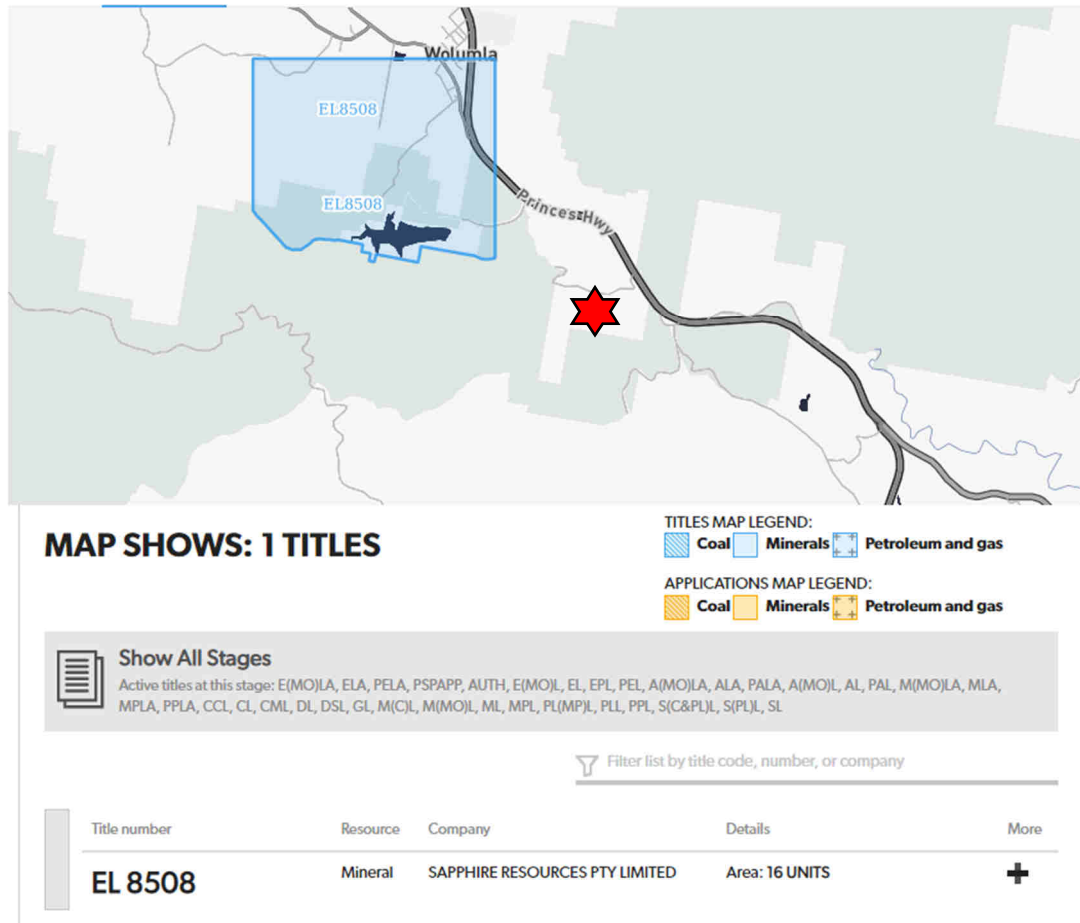 Wolumla
EL8508
EL8508
Princes Hwy
MAP SHOWS: 1 TITLES
TITLES MAP LEGEND:
Coal Minerals Petroleum and gas
APPLICATIONS MAP LEGEND:
Coal Minerals Petroleum and gas
Show All Stages
Active titles at this stage: E(MO)LA, ELA, PELA, PSPAPP, AUTH, E(MO)L, EL, EPL, PEL, A(MO)LA, ALA, PALA, A(MO)L, AL, PAL, M(MO)LA, MLA,
MPLA, PPLA, CCL, CL, CML, DL, DSL, GL, M(C)L, M(MO)L, ML, MPL, PL(MP)L, PLL, PPL, S(C&PL)L, S(PL)L, SL
Filter list by title code, number, or company
Title number Resource Company Details More
EL 8508 Mineral SAPPHIRE RESOURCES PTY LIMITED Area: 16 UNITS